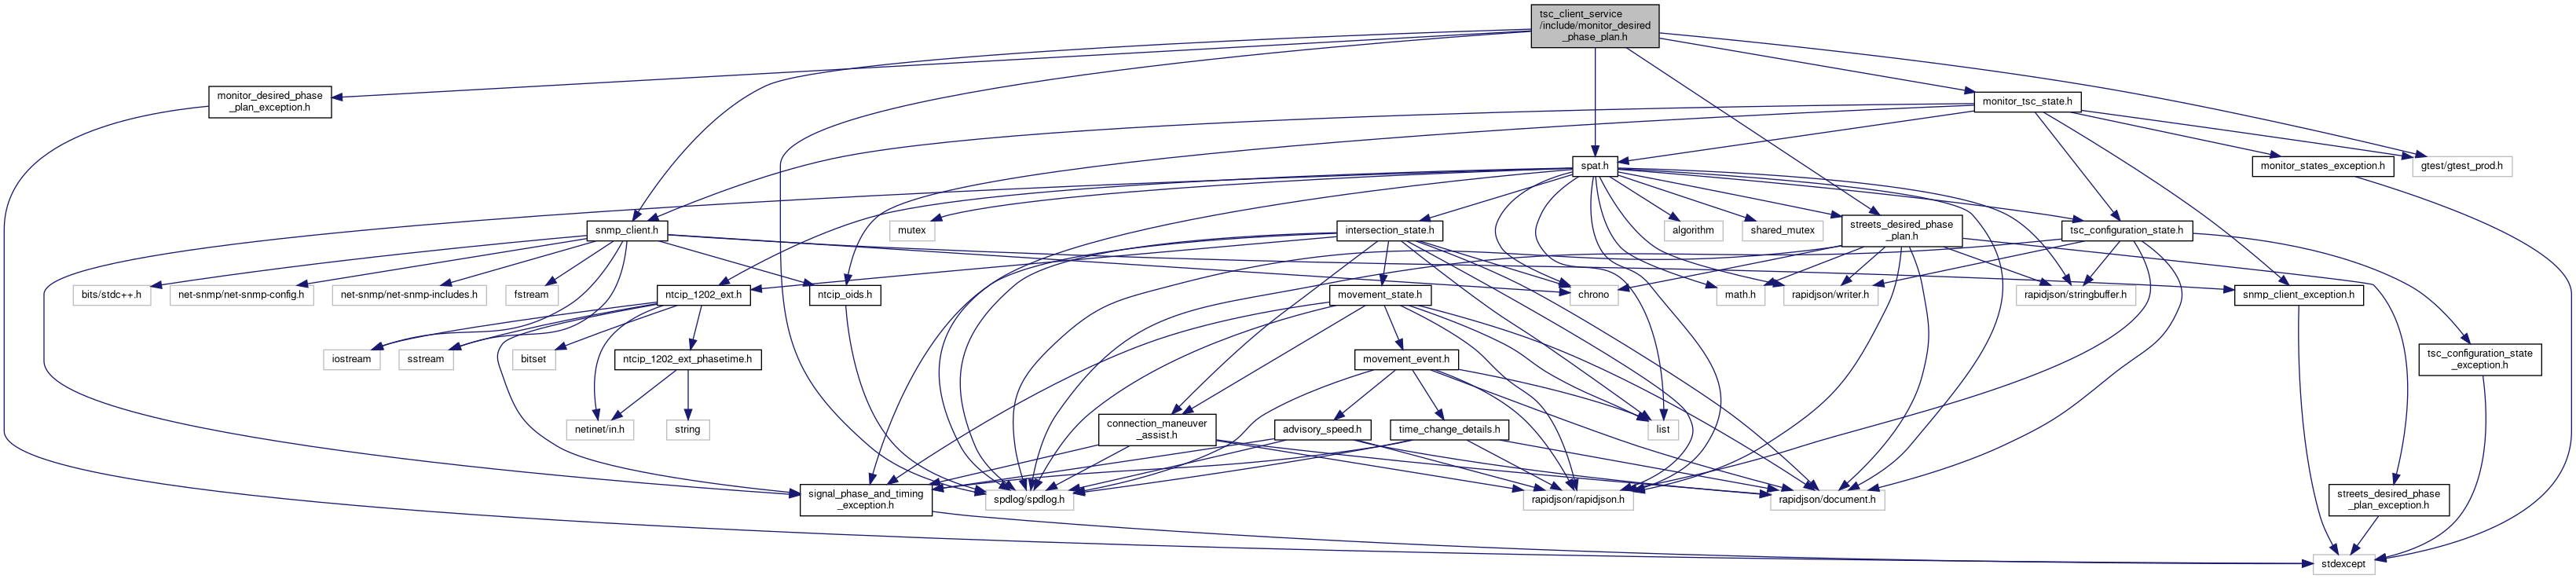 tsc_client_service
/include/monitor_desired
_phase_plan.h
monitor_desired_phase
_plan_exception.h
monitor_tsc_state.h
spat.h
monitor_states_exception.h
gtest/gtest_prod.h
snmp_client.h
mutex
intersection_state.h
algorithm
shared_mutex
streets_desired_phase
_plan.h
tsc_configuration_state.h
bits/stdc++.h
net-snmp/net-snmp-config.h
net-snmp/net-snmp-includes.h
fstream
ntcip_1202_ext.h
ntcip_oids.h
movement_state.h
chrono
math.h
rapidjson/writer.h
rapidjson/stringbuffer.h
snmp_client_exception.h
iostream
sstream
bitset
ntcip_1202_ext_phasetime.h
movement_event.h
tsc_configuration_state
_exception.h
netinet/in.h
string
connection_maneuver
_assist.h
advisory_speed.h
time_change_details.h
list
signal_phase_and_timing
_exception.h
spdlog/spdlog.h
rapidjson/rapidjson.h
rapidjson/document.h
streets_desired_phase
_plan_exception.h
stdexcept